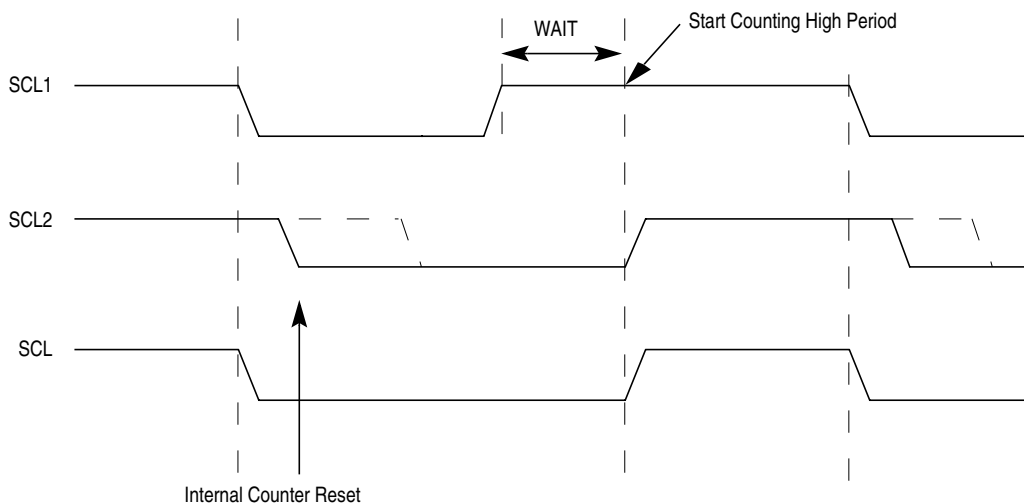 Start Counting High Period
WAIT
SCL1
SCL2
SCL
Internal Counter Reset